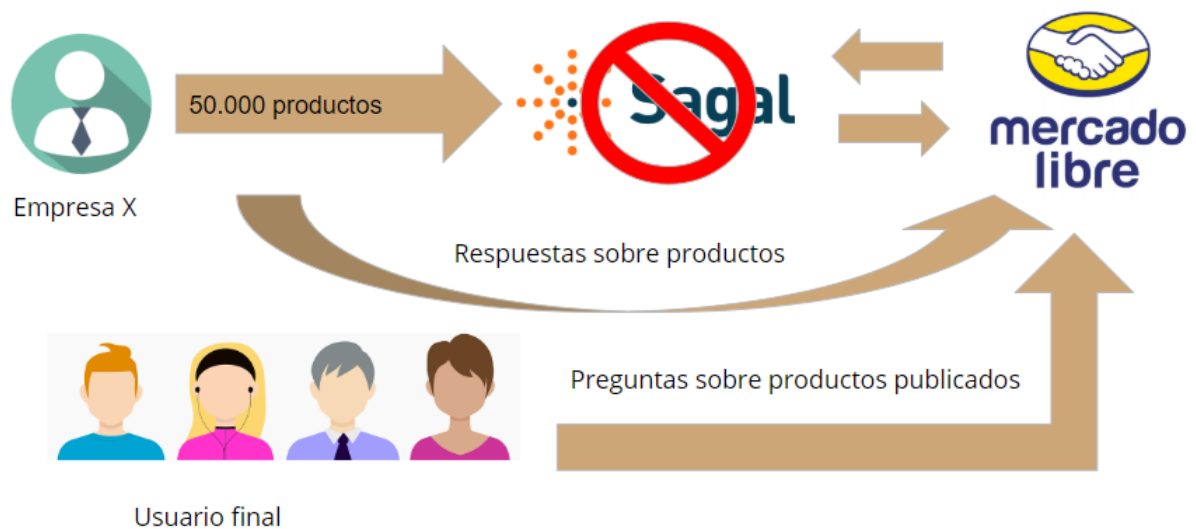 50.000 productos
Sagal
mercado
libre
Empresa X
Respuestas sobre productos
Preguntas sobre productos publicados
Usuario final